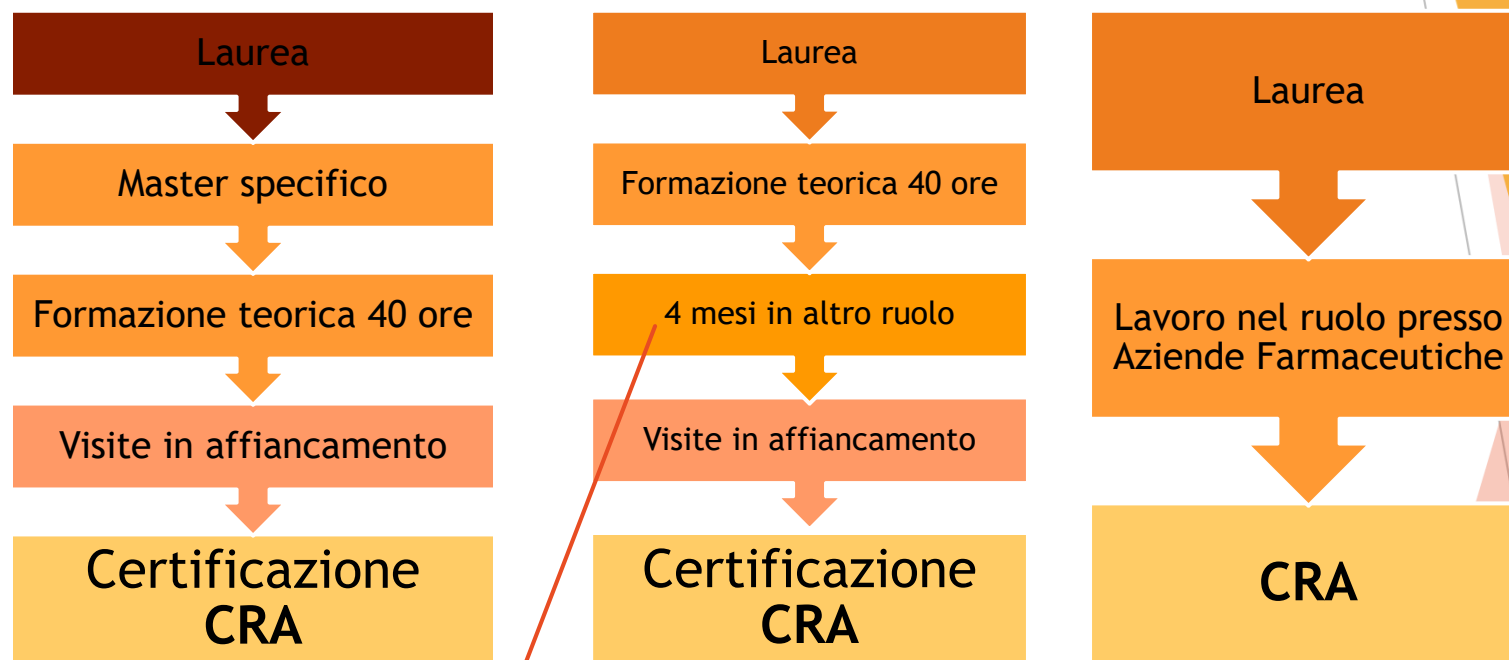 Laurea
Master specifico
Formazione teorica 40 ore
Visite in affiancamento
Certificazione
CRA
Laurea
Formazione teorica 40 ore
4 mesi in altro ruolo
Visite in affiancamento
Certificazione
CRA
Laurea
Lavoro nel ruolo presso
Aziende Farmaceutiche
CRA